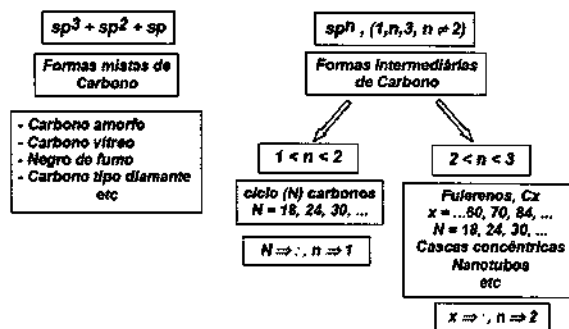 sp³ + sp² + sp
Formas mistas de
Carbono
- Carbono amorfo
- Carbono vítreo
- Negro de fumo
- Carbono tipo diamante
etc
spⁿ, (1,n,3, n ≠ 2)
Formas Intermediárias
de Carbono
1 < n < 2
ciclo (N) carbonos
N = 18, 24, 30, ...
N ⇒ :, n ⇒ 1
2 < n < 3
Fulerenos, Cx
x = ...60, 70, 84, ...
N = 18, 24, 30, ...
Cascas concêntricas
Nanotubos
etc
x ⇒ :, n ⇒ 2